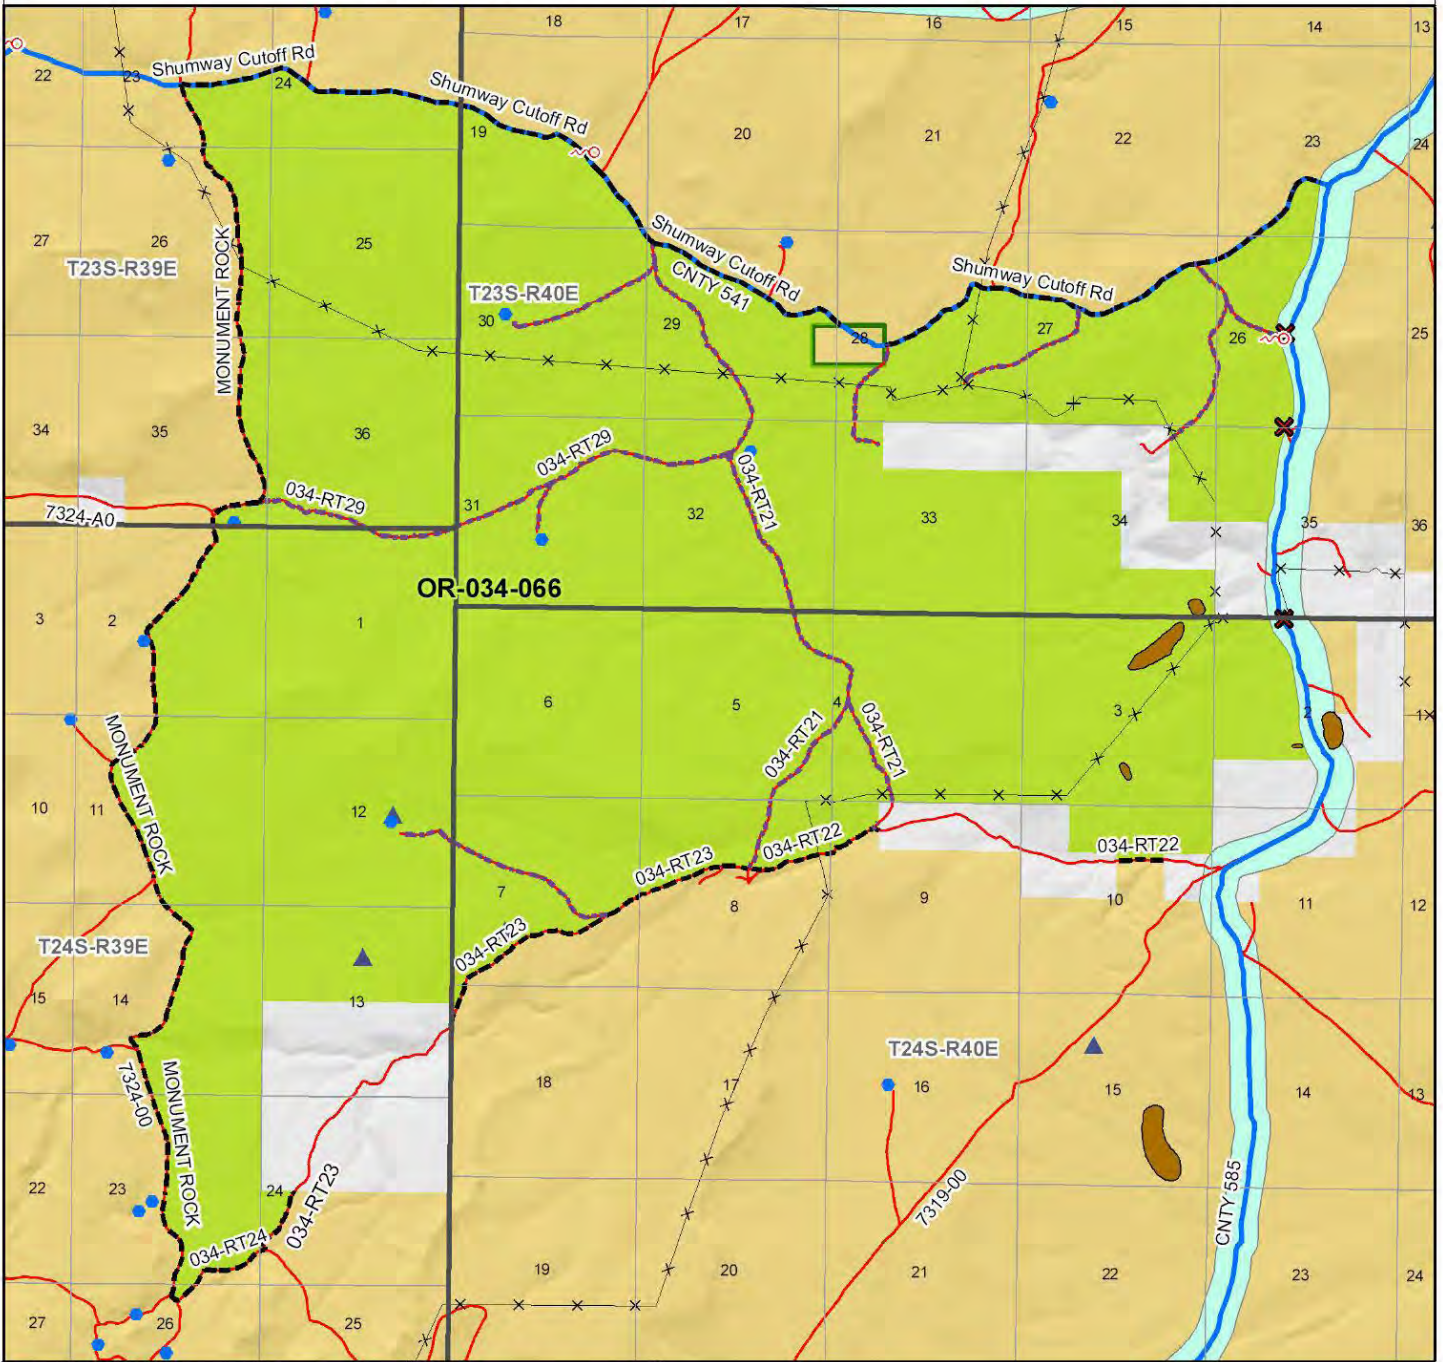 18
17
16
15
14
13
22
23
Shumway Cutoff Rd
24
Shumway Cutoff Rd
19
20
21
22
23
24
27
26
T23S-R39E
25
MONUMENT ROCK
Shumway Cutoff Rd
CNTY 541
T23S-R40E
30
29
28
Shumway Cutoff Rd
27
26
25
MONUMENT ROCK
34
35
36
034-RT29
034-RT29
31
32
034-RT21
33
34
35
36
7324-A0
OR-034-066
3
2
1
6
5
4
3
2
1
034-RT21
034-RT21
MONUMENT ROCK
10
11
12
7
034-RT23
034-RT22
034-RT22
8
9
10
11
12
T24S-R39E
034-RT23
15
14
13
T24S-R40E
7324-00
MONUMENT ROCK
18
17
16
15
14
13
22
23
24
034-RT23
034-RT24
7319-00
CNTY 585
19
20
21
22
23
24
27
26
25